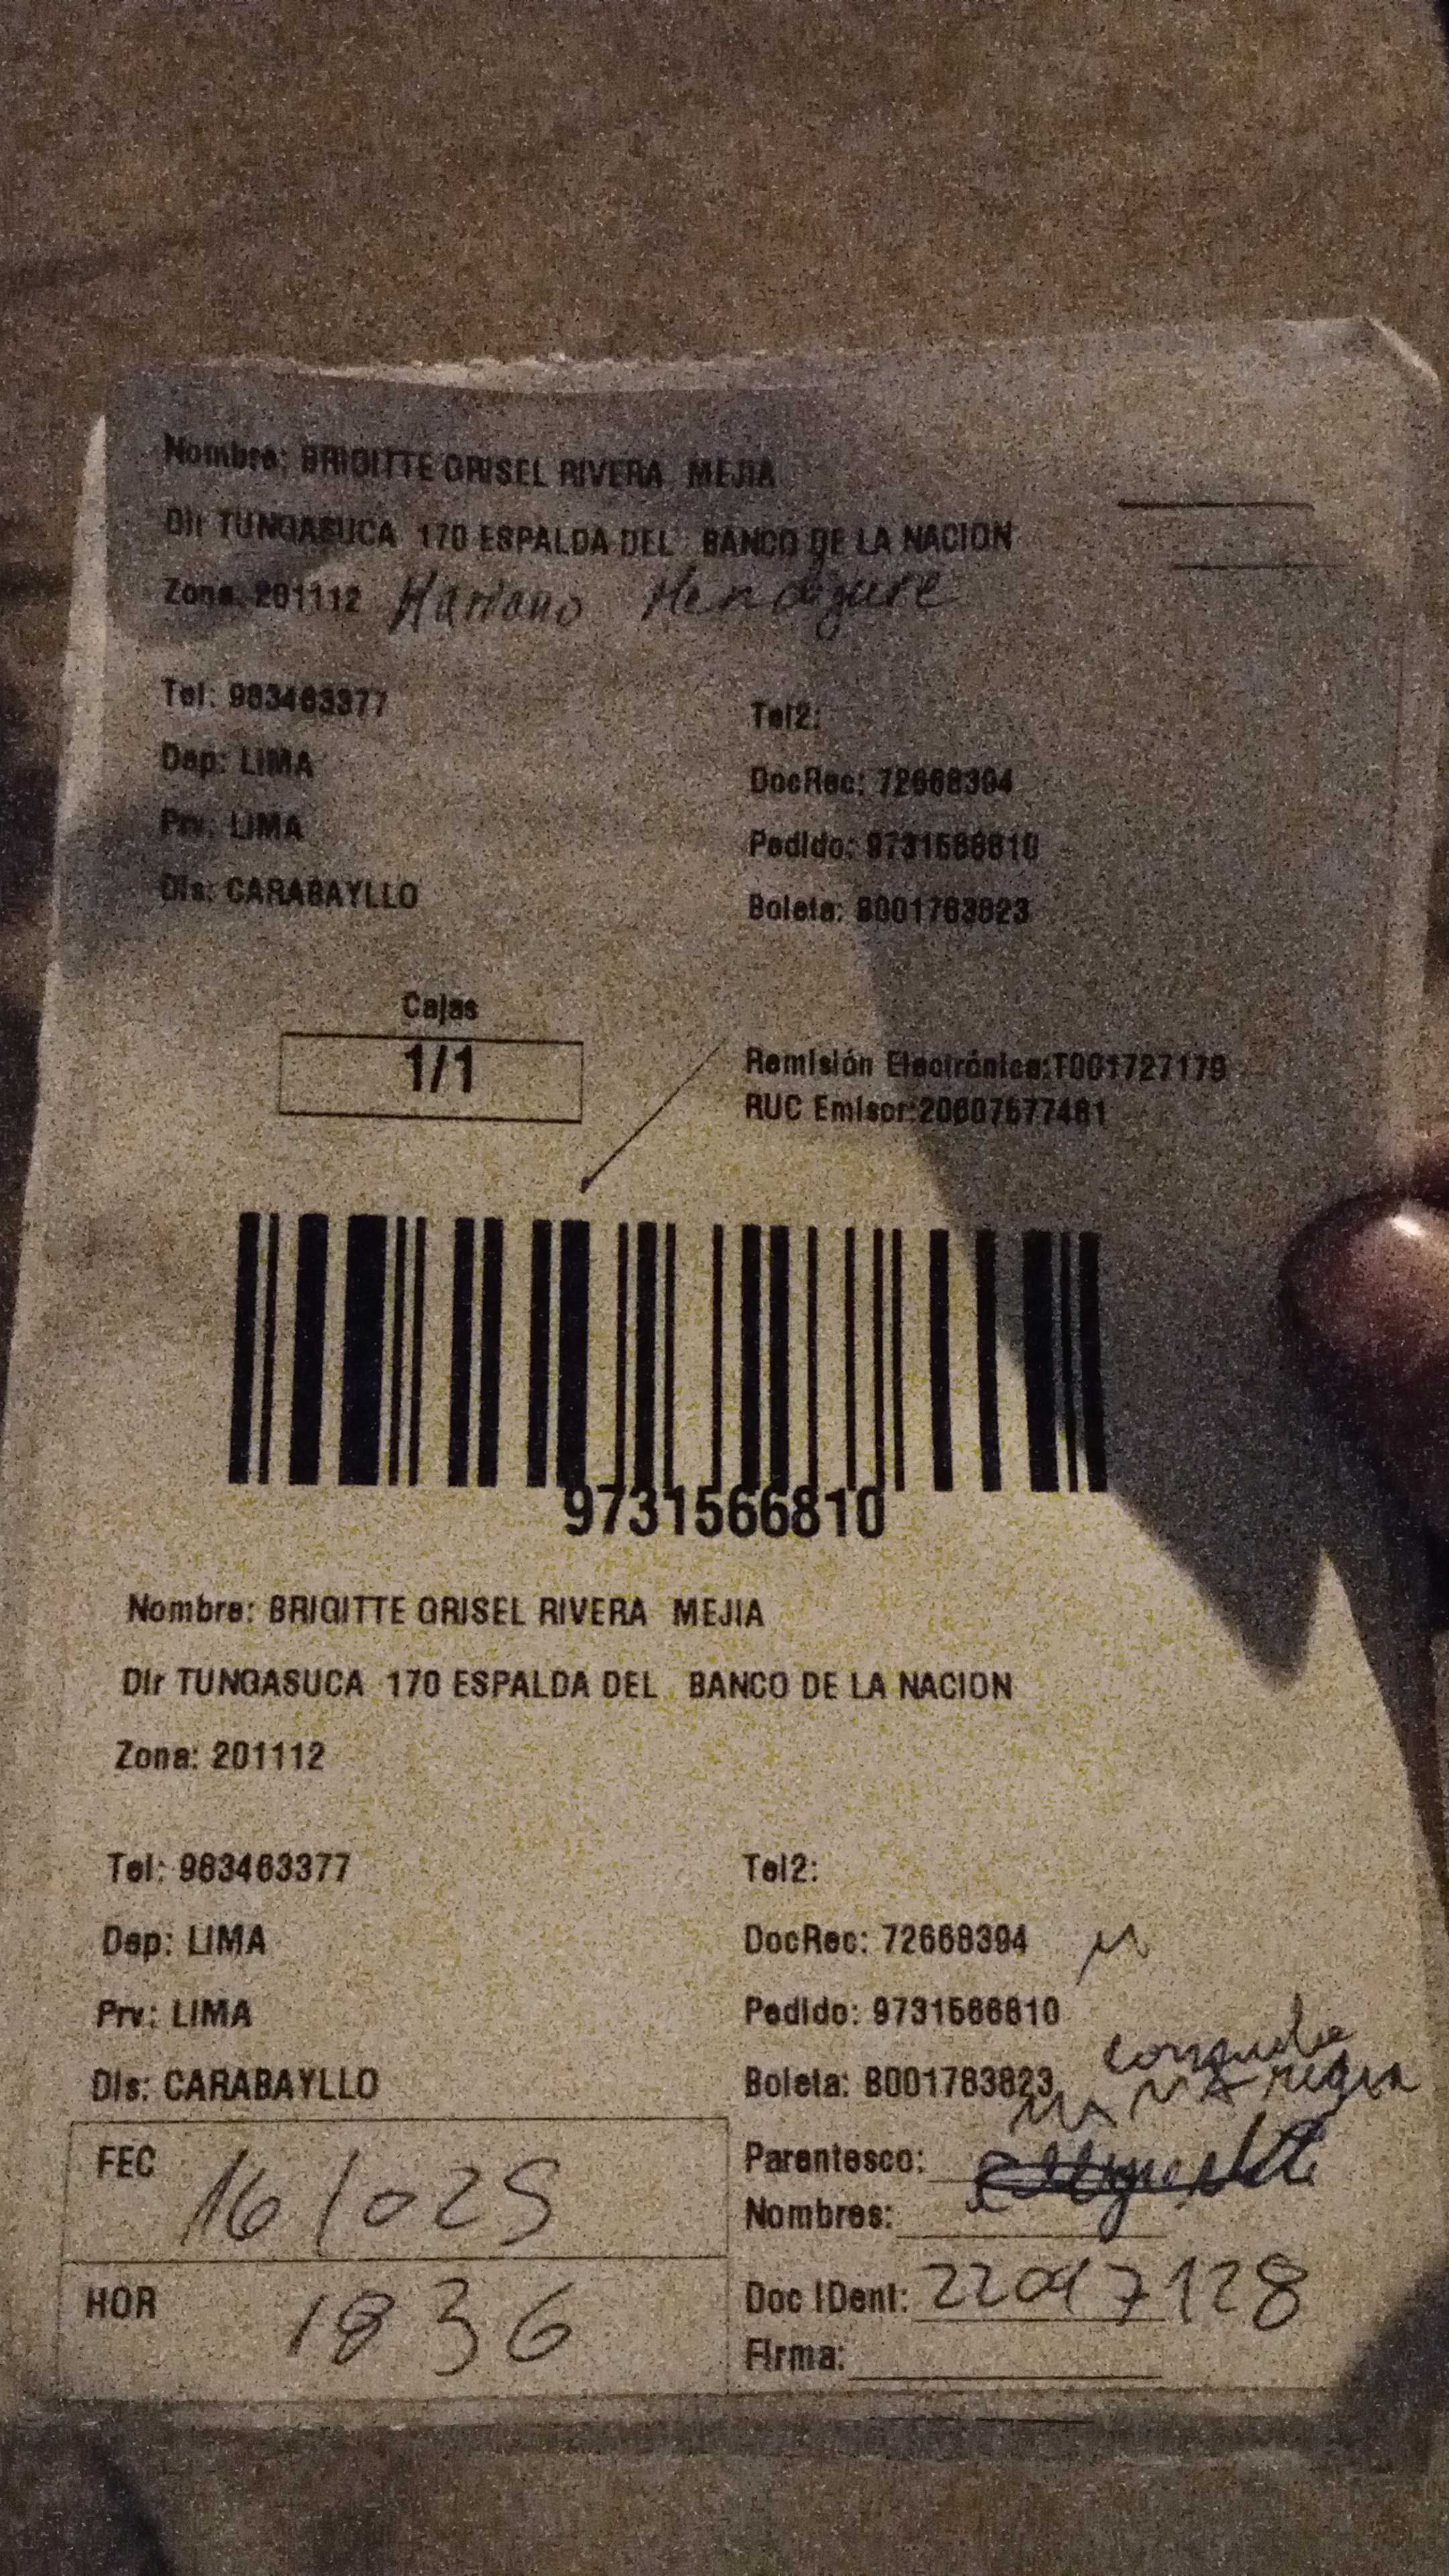 Nombre: BRIGITTE GRISEL RIVERA MEJIA
Dir TUNGASUCA 170 ESPALDA DEL BANCO DE LA NACION
Zona: 201112 Mariano
Tel: 983463377 Tel2:
Dep: LIMA DocRec: 72668394
Prv: LIMA Pedido: 9731566810
Dis: CARABAYLLO Boleta: B001783823
Cajas
1/1
Remisión Electrónica:T001727179
RUC Emisor:20607577481
9731566810
Nombre: BRIGITTE GRISEL RIVERA MEJIA
Dir TUNGASUCA 170 ESPALDA DEL BANCO DE LA NACION
Zona: 201112
Tel: 983463377 Tel2:
Dep: LIMA DocRec: 72668394
Prv: LIMA Pedido: 9731566810
Dis: CARABAYLLO Boleta: B001783823
FEC 161025 Parentesco:
Nombres:
HOR 1836 Doc IDent:
Firma: